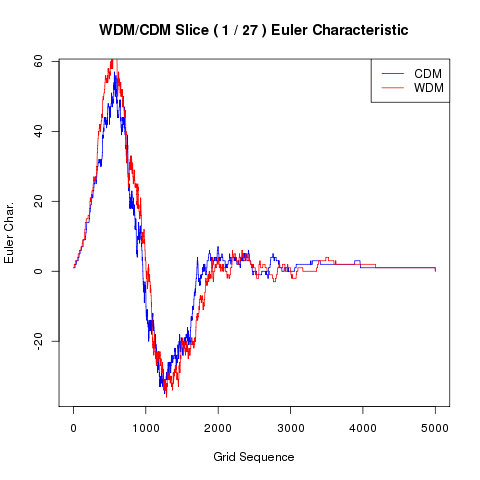 WDM/CDM Slice ( 1 / 27 ) Euler Characteristic
CDM
WDM
Euler Char.
60
40
20
0
-20
0 1000 2000 3000 4000 5000
Grid Sequence